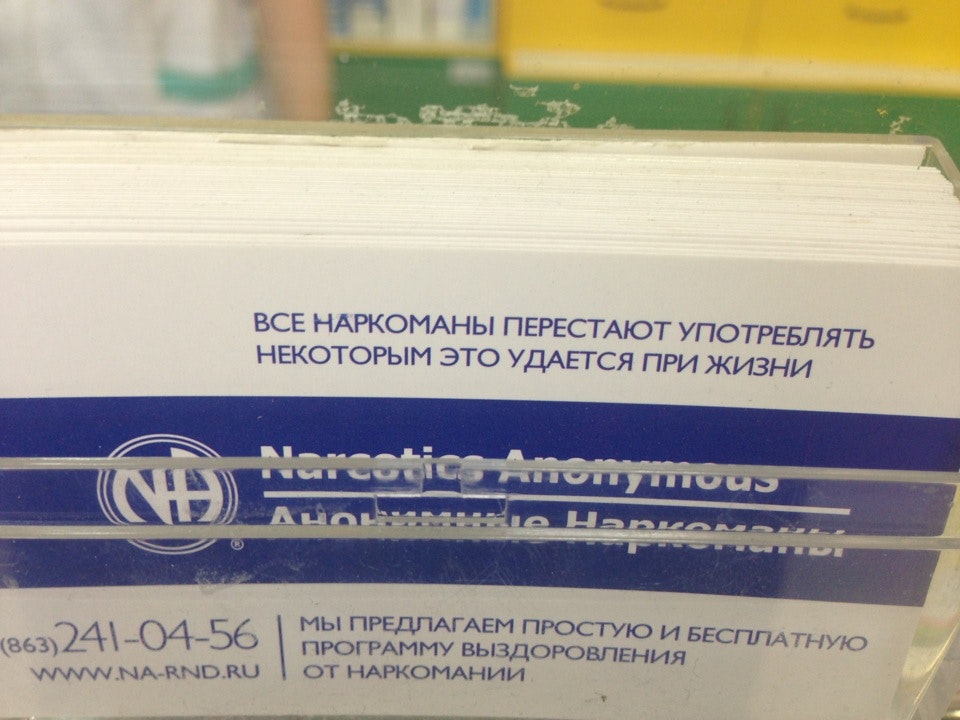 ВСЕ НАРКОМАНЫ ПЕРЕСТАЮТ УПОТРЕБЛЯТЬ
НЕКОТОРЫМ ЭТО УДАЕТСЯ ПРИ ЖИЗНИ
NA
Narcotics Anonymous
Анонимные Наркоманы
®
(863)241-04-56
WWW.NA-RND.RU
МЫ ПРЕДЛАГАЕМ ПРОСТУЮ И БЕСПЛАТНУЮ
ПРОГРАММУ ВЫЗДОРОВЛЕНИЯ
ОТ НАРКОМАНИИ